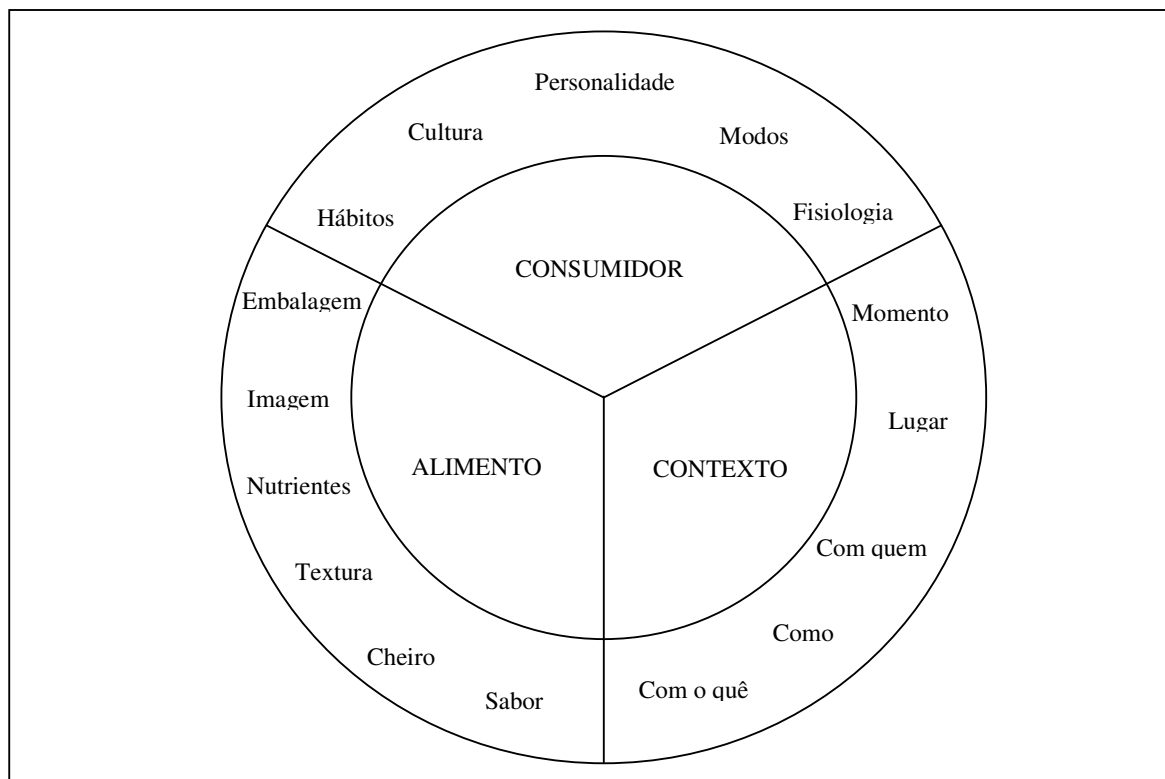 Personalidade
Cultura
Modos
Hábitos
Fisiologia
CONSUMIDOR
Embalagem
Momento
Imagem
Lugar
ALIMENTO
CONTEXTO
Nutrientes
Com quem
Textura
Como
Cheiro
Com o quê
Sabor